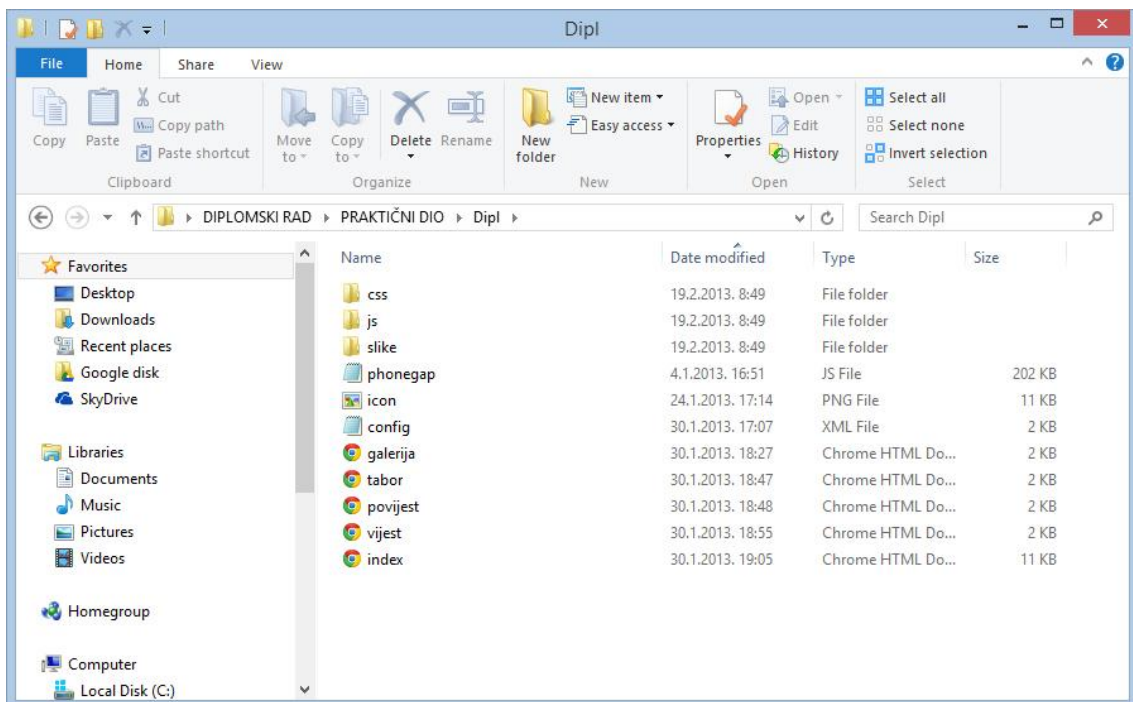 Dipl
File Home Share View
Copy
Paste
Cut
Copy path
Paste shortcut
Clipboard
Move to
Copy to
Delete
Rename
Organize
New folder
New item
Easy access
New
Properties
Open
Edit
History
Open
Select all
Select none
Invert selection
Select
DIPLOMSKI RAD PRAKTIČNI DIO Dipl
Search Dipl
Favorites
Desktop
Downloads
Recent places
Google disk
SkyDrive
Libraries
Documents
Music
Pictures
Videos
Homegroup
Computer
Local Disk (C:)
Name Date modified Type Size
css 19.2.2013. 8:49 File folder
js 19.2.2013. 8:49 File folder
slike 19.2.2013. 8:49 File folder
phonegap 4.1.2013. 16:51 JS File 202 KB
icon 24.1.2013. 17:14 PNG File 11 KB
config 30.1.2013. 17:07 XML File 2 KB
galerija 30.1.2013. 18:27 Chrome HTML Do... 2 KB
tabor 30.1.2013. 18:47 Chrome HTML Do... 2 KB
povijest 30.1.2013. 18:48 Chrome HTML Do... 2 KB
vijest 30.1.2013. 18:55 Chrome HTML Do... 2 KB
index 30.1.2013. 19:05 Chrome HTML Do... 11 KB